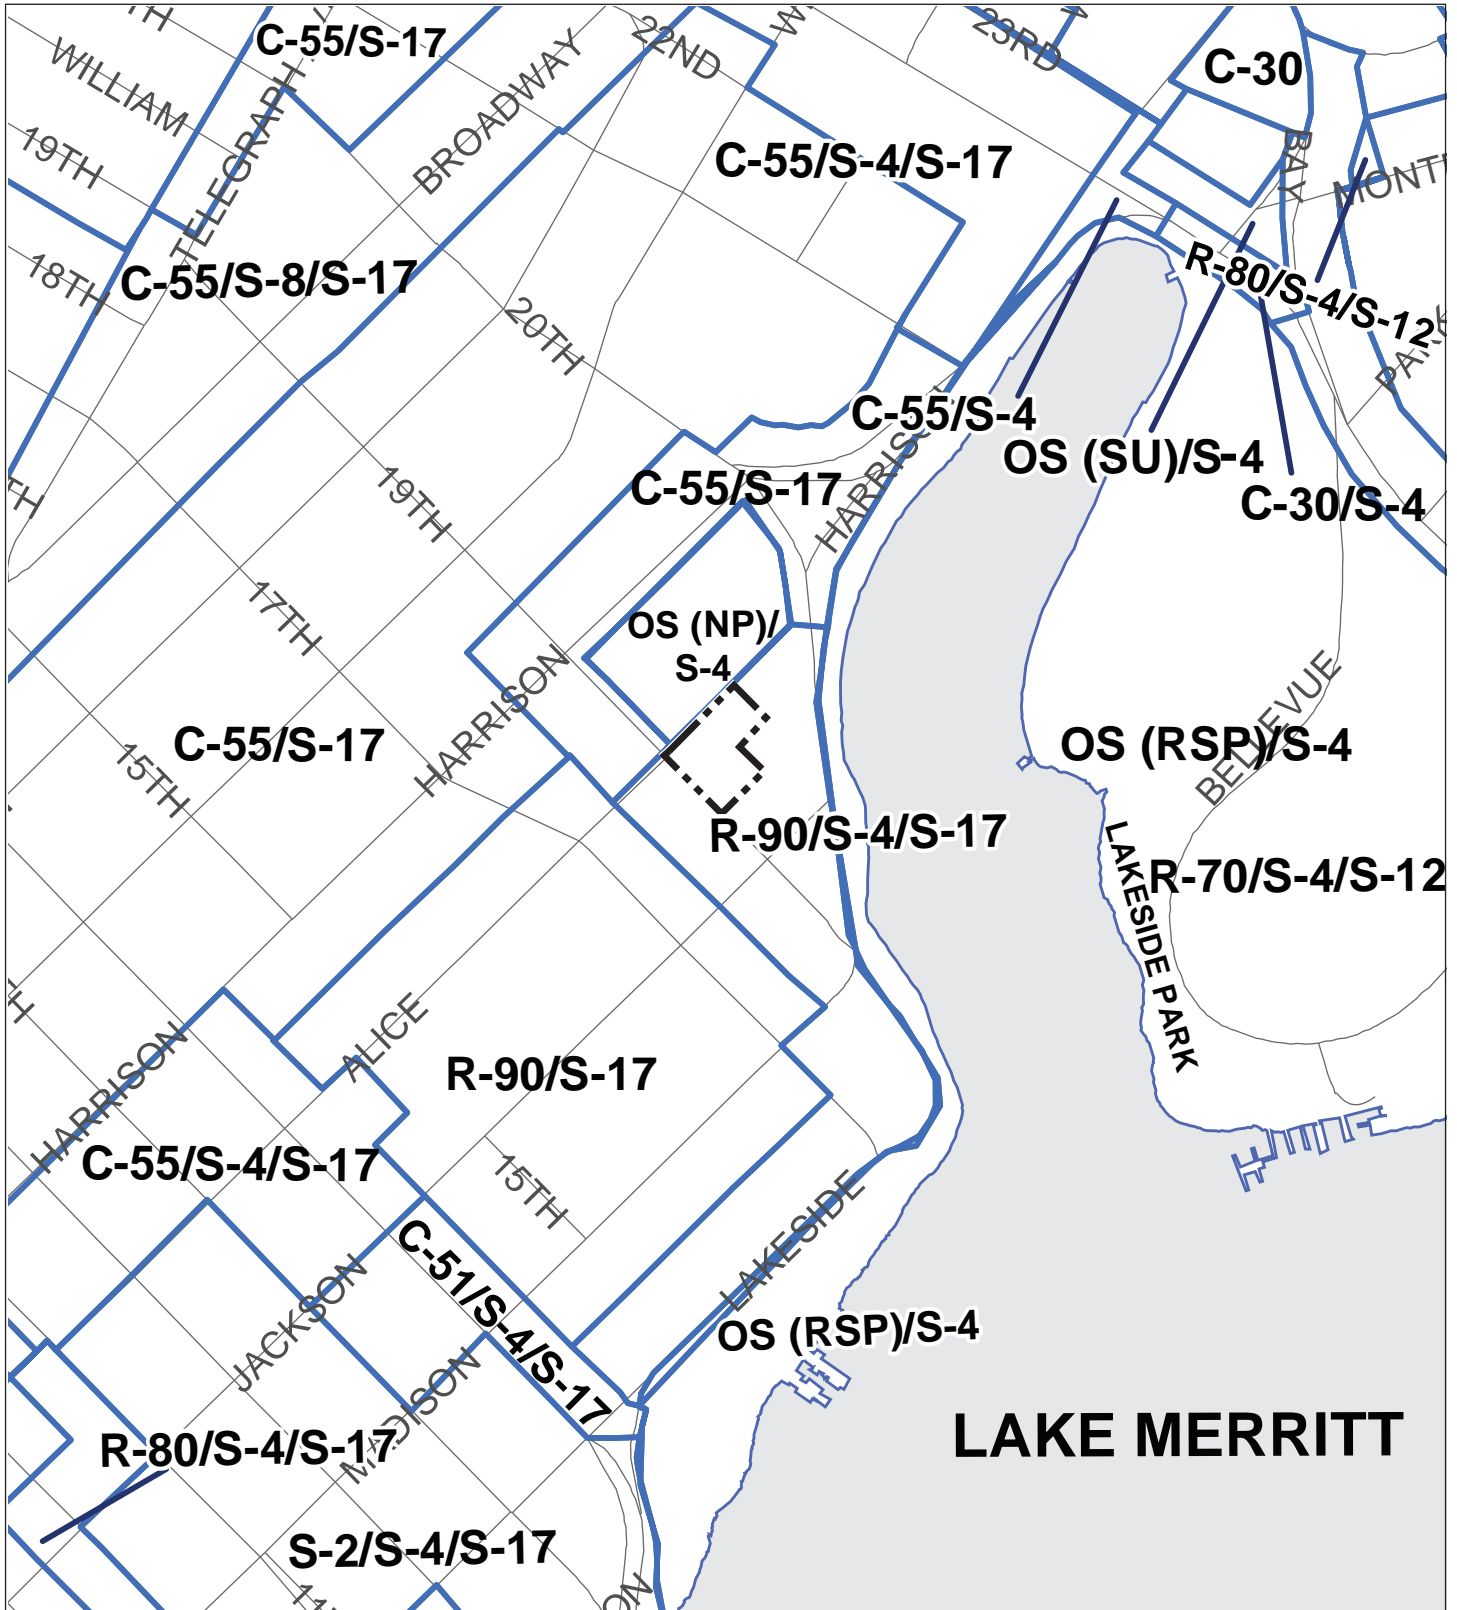 TH
C-55/S-17
WILLIAM
TELEGRAPH
BROADWAY
22ND
W
23RD
C-30
19TH
C-55/S-4/S-17
BAY
18TH
C-55/S-8/S-17
R-80/S-4/S-12
20TH
C-55/S-4
OS (SU)/S-4
C-30/S-4
TH
19TH
C-55/S-17
HARRISON
17TH
OS (NP)/
S-4
HARRISON
C-55/S-17
15TH
OS (RSP)/S-4
BELLEVUE
R-90/S-4/S-17
LAKESIDE PARK
R-70/S-4/S-12
H
ALICE
HARRISON
R-90/S-17
C-55/S-4/S-17
15TH
LAKESIDE
C-51/S-4/S-17
JACKSON
OS (RSP)/S-4
MADISON
R-80/S-4/S-17
LAKE MERRITT
S-2/S-4/S-17
ON